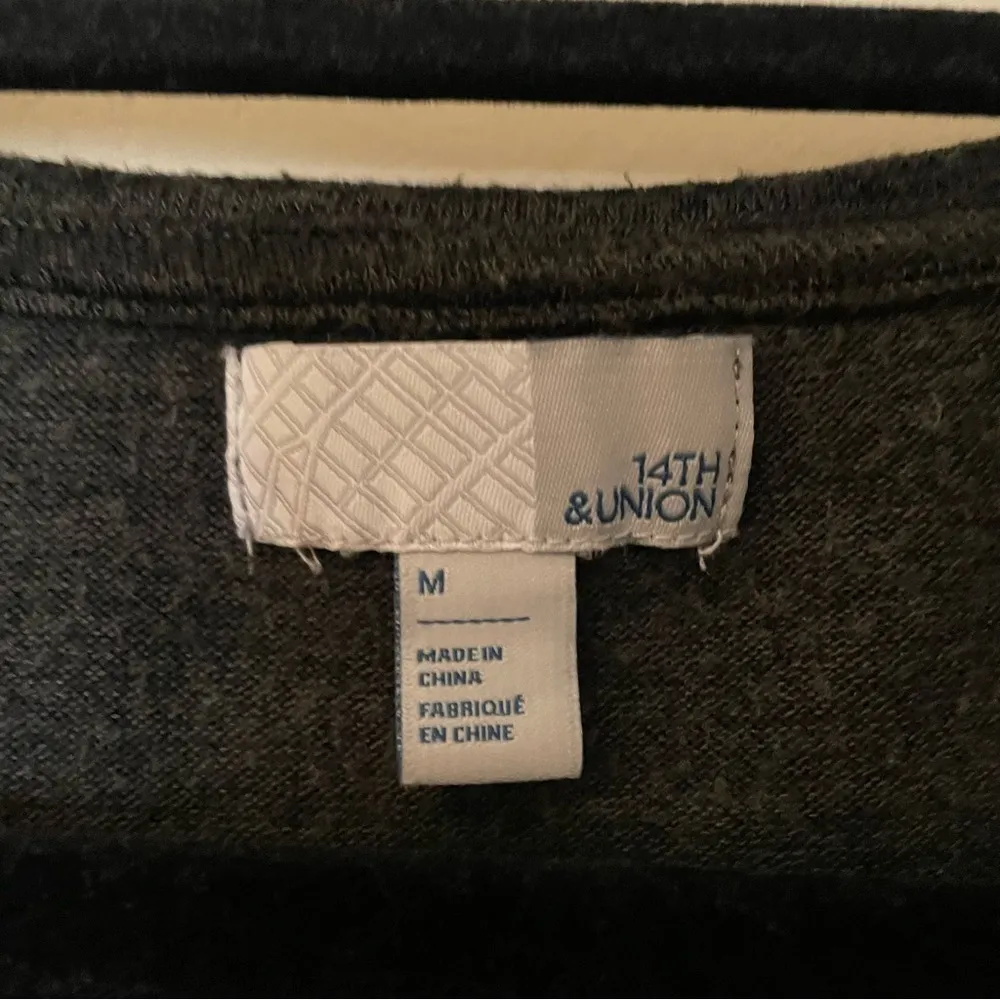 14TH
&UNION
M
MADE IN
CHINA
FABRIQUÉ
EN CHINE